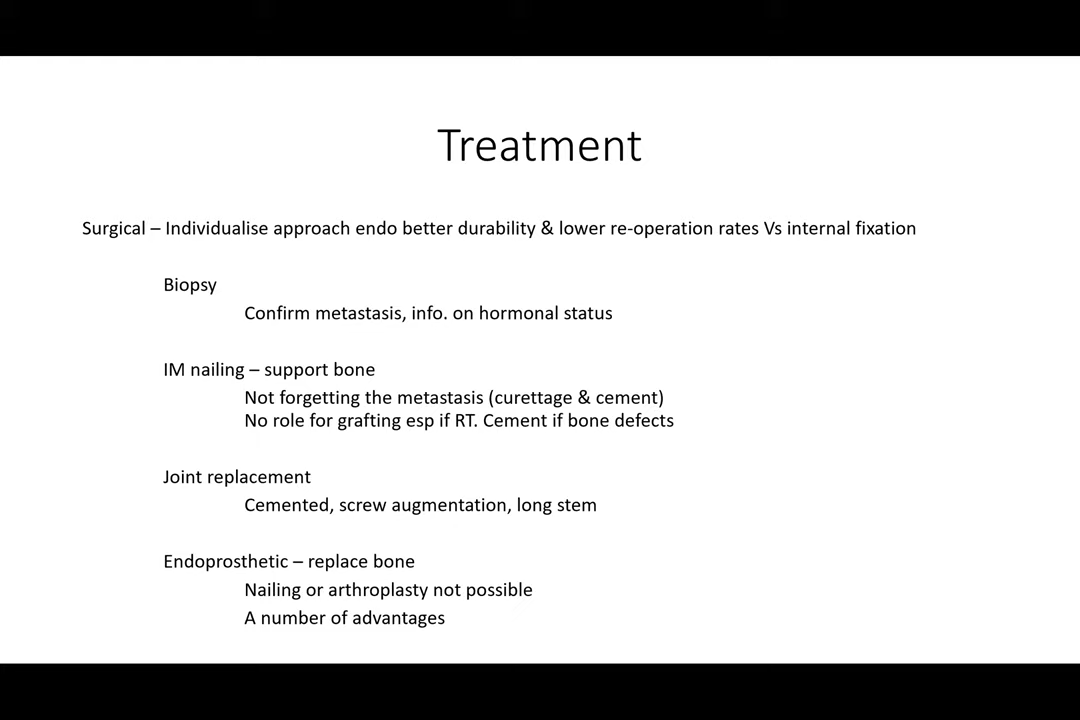 Treatment
Surgical – Individualise approach endo better durability & lower re-operation rates Vs internal fixation
Biopsy
Confirm metastasis, info. on hormonal status
IM nailing – support bone
Not forgetting the metastasis (curettage & cement)
No role for grafting esp if RT. Cement if bone defects
Joint replacement
Cemented, screw augmentation, long stem
Endoprosthetic – replace bone
Nailing or arthroplasty not possible
A number of advantages